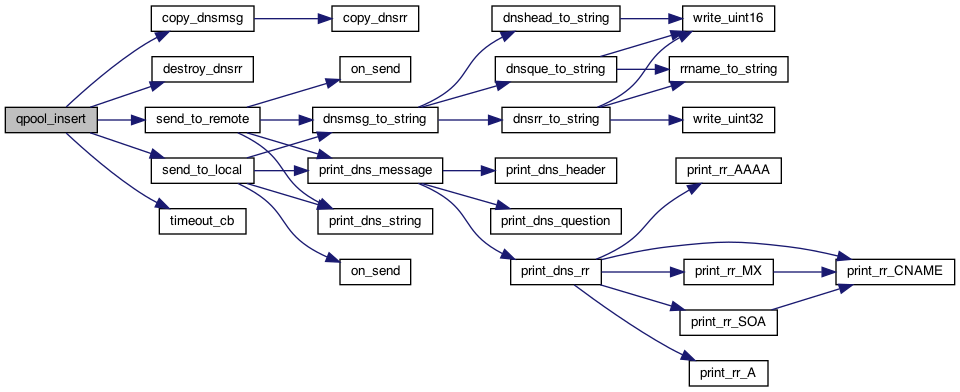 qpool_insert
copy_dnsmsg
copy_dnsrr
destroy_dnsrr
send_to_remote
send_to_local
timeout_cb
on_send
dnsmsg_to_string
print_dns_message
print_dns_string
on_send
dnshead_to_string
dnsque_to_string
dnsrr_to_string
print_dns_header
print_dns_question
print_dns_rr
write_uint16
rrname_to_string
write_uint32
print_rr_AAAA
print_rr_MX
print_rr_SOA
print_rr_A
print_rr_CNAME